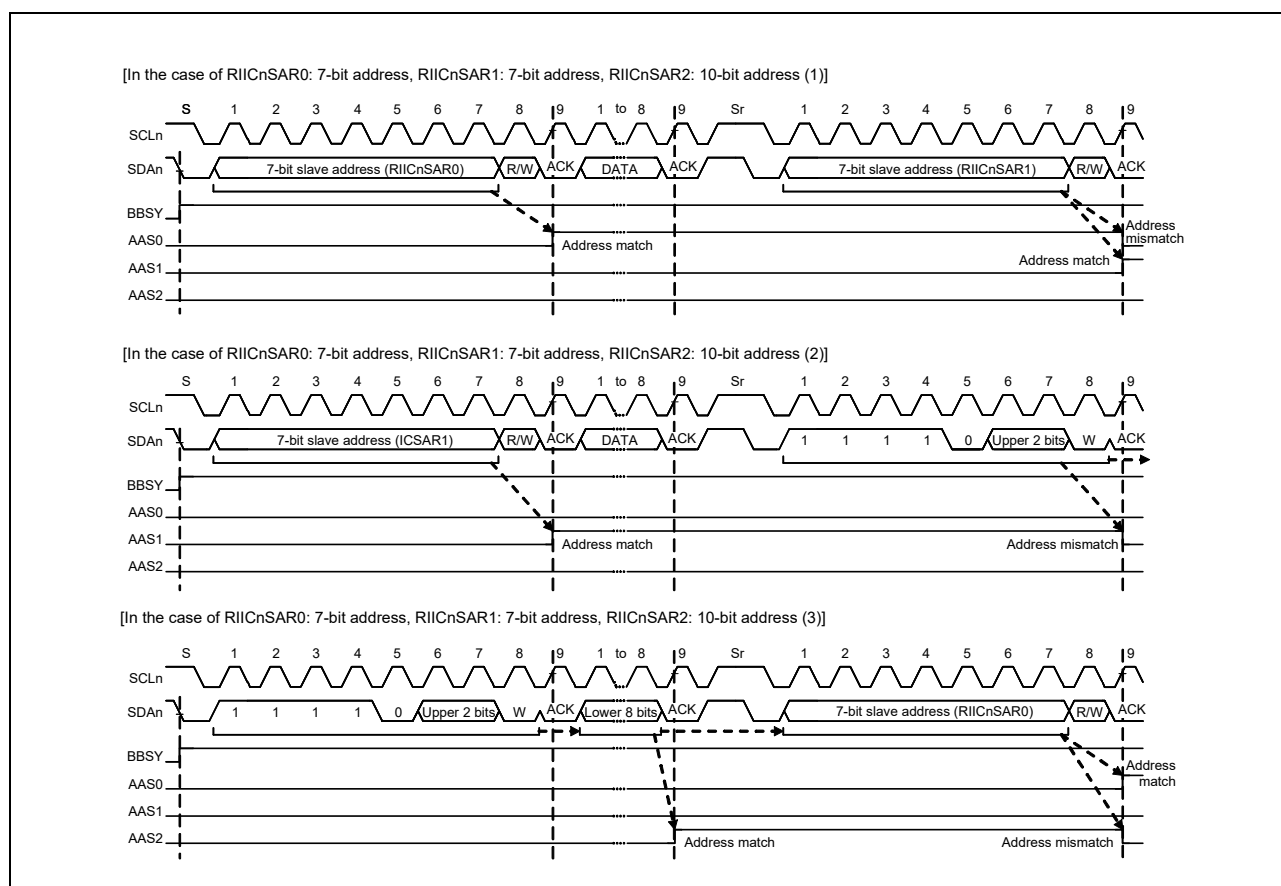 [In the case of RIICnSAR0: 7-bit address, RIICnSAR1: 7-bit address, RIICnSAR2: 10-bit address (1)]
S 1 2 3 4 5 6 7 8 9 1 to 8 9 Sr 1 2 3 4 5 6 7 8 9
SCLn
SDAn 7-bit slave address (RIICnSAR0) R/W ACK DATA ACK 7-bit slave address (RIICnSAR1) R/W ACK
BBSY
Address
mismatch
AAS0 Address match
Address match
AAS1
AAS2
[In the case of RIICnSAR0: 7-bit address, RIICnSAR1: 7-bit address, RIICnSAR2: 10-bit address (2)]
S 1 2 3 4 5 6 7 8 9 1 to 8 9 Sr 1 2 3 4 5 6 7 8 9
SCLn
SDAn 7-bit slave address (ICSAR1) R/W ACK DATA ACK 1 1 1 1 0 Upper 2 bits W ACK
BBSY
AAS0
AAS1 Address match Address mismatch
AAS2
[In the case of RIICnSAR0: 7-bit address, RIICnSAR1: 7-bit address, RIICnSAR2: 10-bit address (3)]
S 1 2 3 4 5 6 7 8 9 1 to 8 9 Sr 1 2 3 4 5 6 7 8 9
SCLn
SDAn 1 1 1 1 0 Upper 2 bits W ACK Lower 8 bits ACK 7-bit slave address (RIICnSAR0) R/W ACK
BBSY
Address
match
AAS0
AAS1
AAS2 Address match Address mismatch